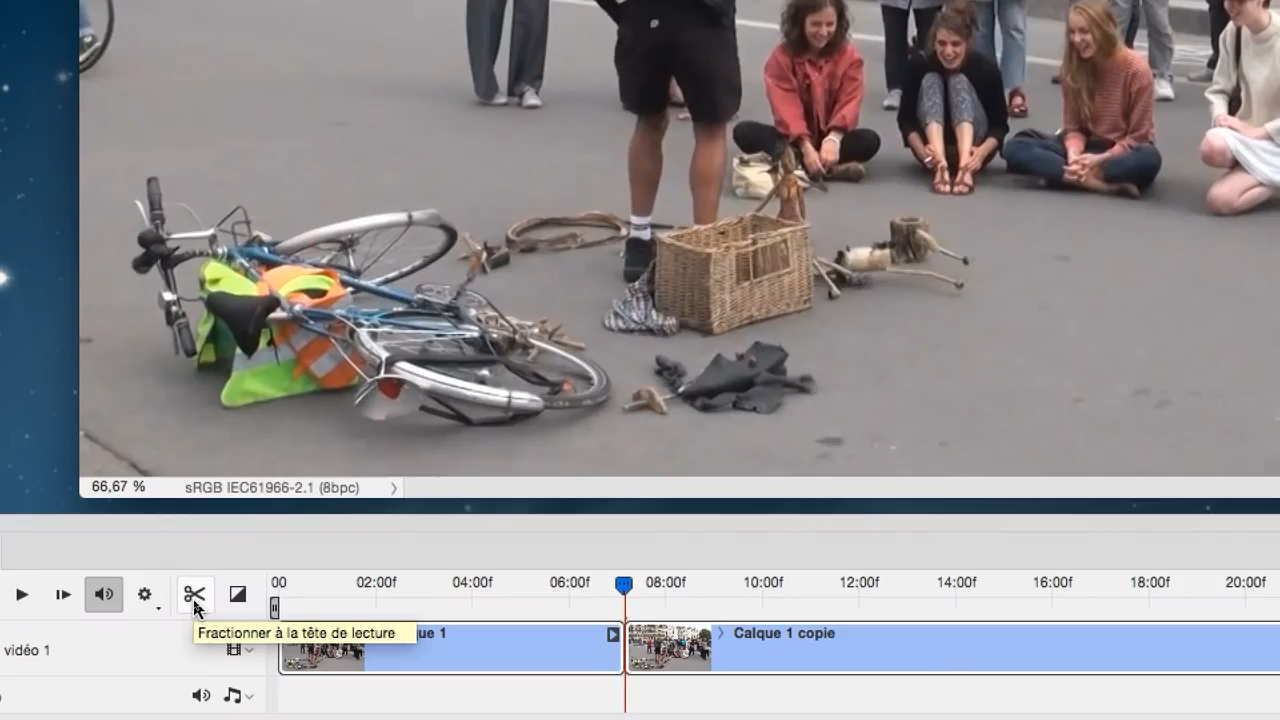 66,67 %
sRGB IEC61966-2.1 (8bpc)
00 02:00f 04:00f 06:00f 08:00f 10:00f 12:00f 14:00f 16:00f 18:00f 20:00f
Fractionner à la tête de lecture
ue 1
Calque 1 copie
vidéo 1